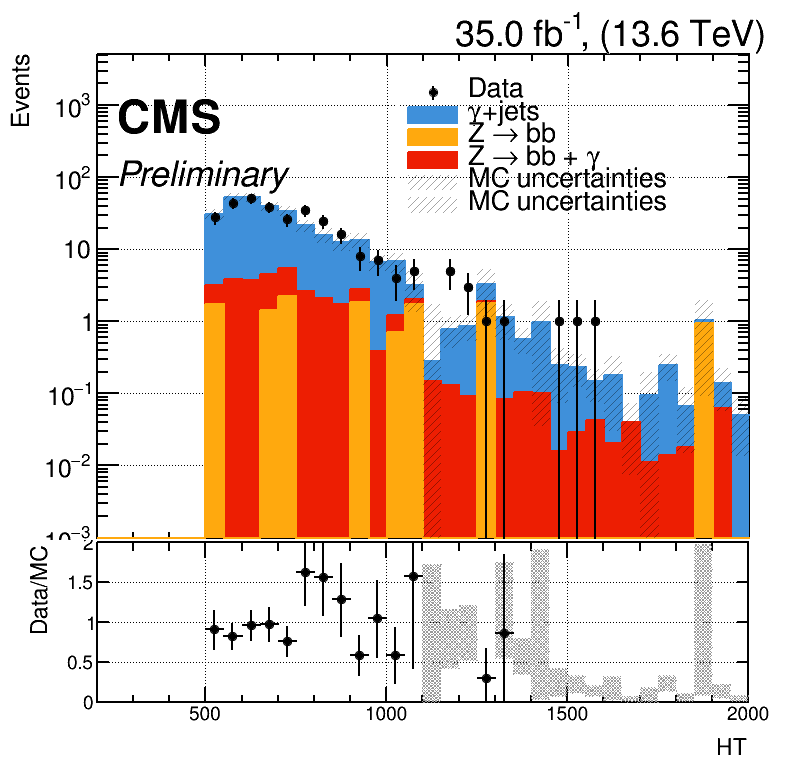 35.0 fb⁻¹, (13.6 TeV)
Events
CMS
Preliminary
Data
γ+jets
Z → bb
Z → bb + γ
MC uncertainties
MC uncertainties
10³
10²
10
1
10⁻¹
10⁻²
10⁻³
Data/MC
2
1.5
1
0.5
0
500 1000 1500 2000
HT